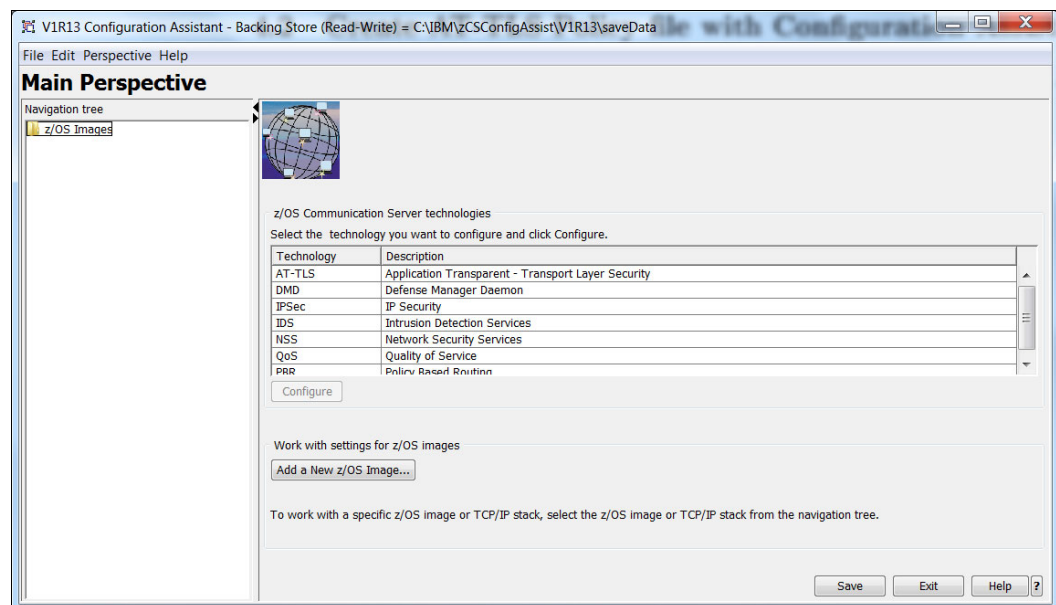 V1R13 Configuration Assistant - Backing Store (Read-Write) = C:\IBM\zCSConfigAssist\V1R13\saveData
File Edit Perspective Help
Main Perspective
Navigation tree
z/OS Images
z/OS Communication Server technologies
Select the technology you want to configure and click Configure.
Technology Description
AT-TLS Application Transparent - Transport Layer Security
DMD Defense Manager Daemon
IPSec IP Security
IDS Intrusion Detection Services
NSS Network Security Services
QoS Quality of Service
PBR Policy Based Routing
Configure
Work with settings for z/OS images
Add a New z/OS Image...
To work with a specific z/OS image or TCP/IP stack, select the z/OS image or TCP/IP stack from the navigation tree.
Save Exit Help ?